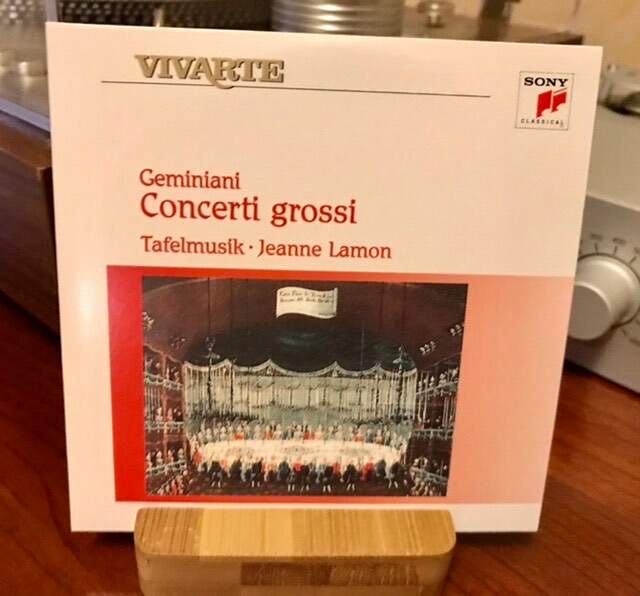 VIVARTE
SONY
CLASSICAL
Geminiani
Concerti grossi
Tafelmusik · Jeanne Lamon